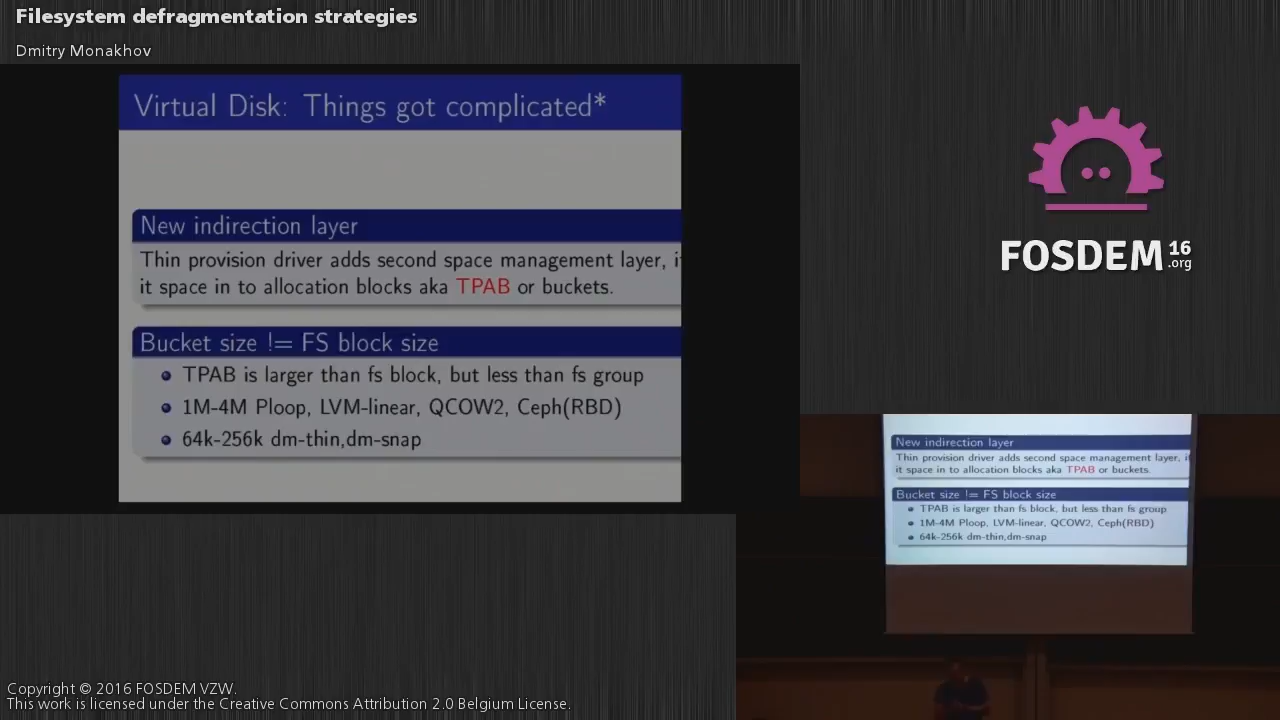 Filesystem defragmentation strategies
Dmitry Monakhov
Virtual Disk: Things got complicated*
New indirection layer
Thin provision driver adds second space management layer, i
it space in to allocation blocks aka TPAB or buckets.
Bucket size != FS block size
TPAB is larger than fs block, but less than fs group
1M-4M Ploop, LVM-linear, QCOW2, Ceph(RBD)
64k-256k dm-thin,dm-snap
FOSDEM 16
.org
New indirection layer
Thin provision driver adds second space management layer, i
it space in to allocation blocks aka TPAB or buckets.
Bucket size != FS block size
TPAB is larger than fs block, but less than fs group
1M-4M Ploop, LVM-linear, QCOW2, Ceph(RBD)
64k-256k dm-thin,dm-snap
Copyright © 2016 FOSDEM VZW.
This work is licensed under the Creative Commons Attribution 2.0 Belgium License.